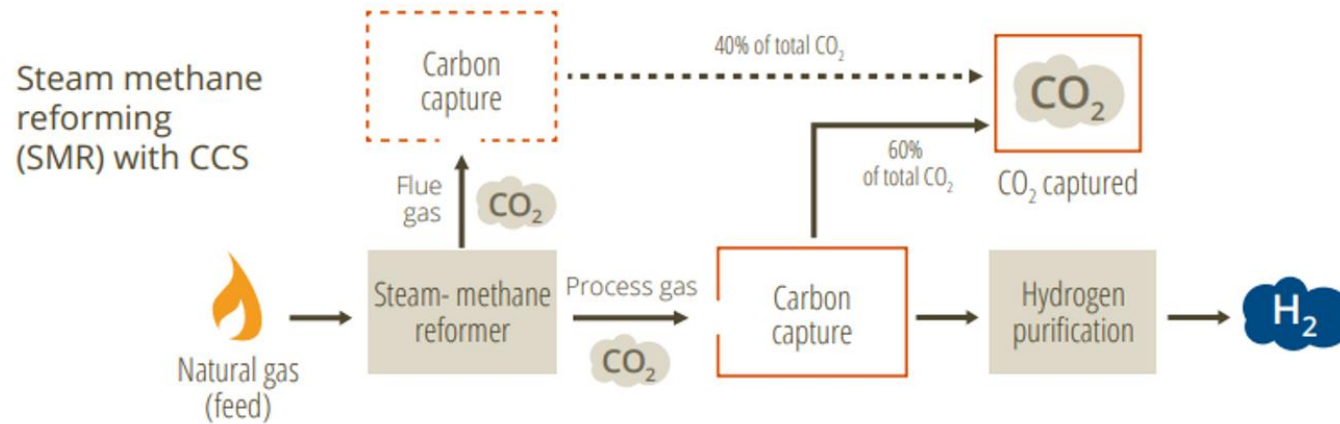 Steam methane
reforming
(SMR) with CCS
Carbon
capture
40% of total CO₂
CO₂
60%
of total CO₂
CO₂ captured
Flue
gas
CO₂
Natural gas
(feed)
Steam- methane
reformer
Process gas
CO₂
Carbon
capture
Hydrogen
purification
H₂